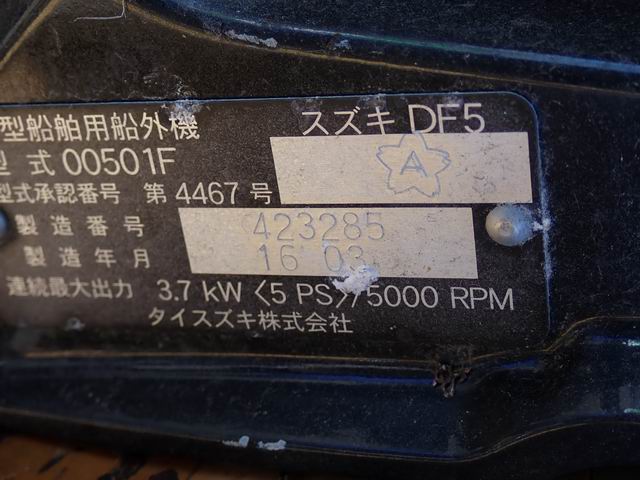 型船舶用船外機 スズキ DF5
型式 00501F A
型式承認番号 第 4467 号
製造番号 423285
製造年月 16 03
連続最大出力 3.7 kW〈5 PS〉/5000 RPM
タイスズキ株式会社